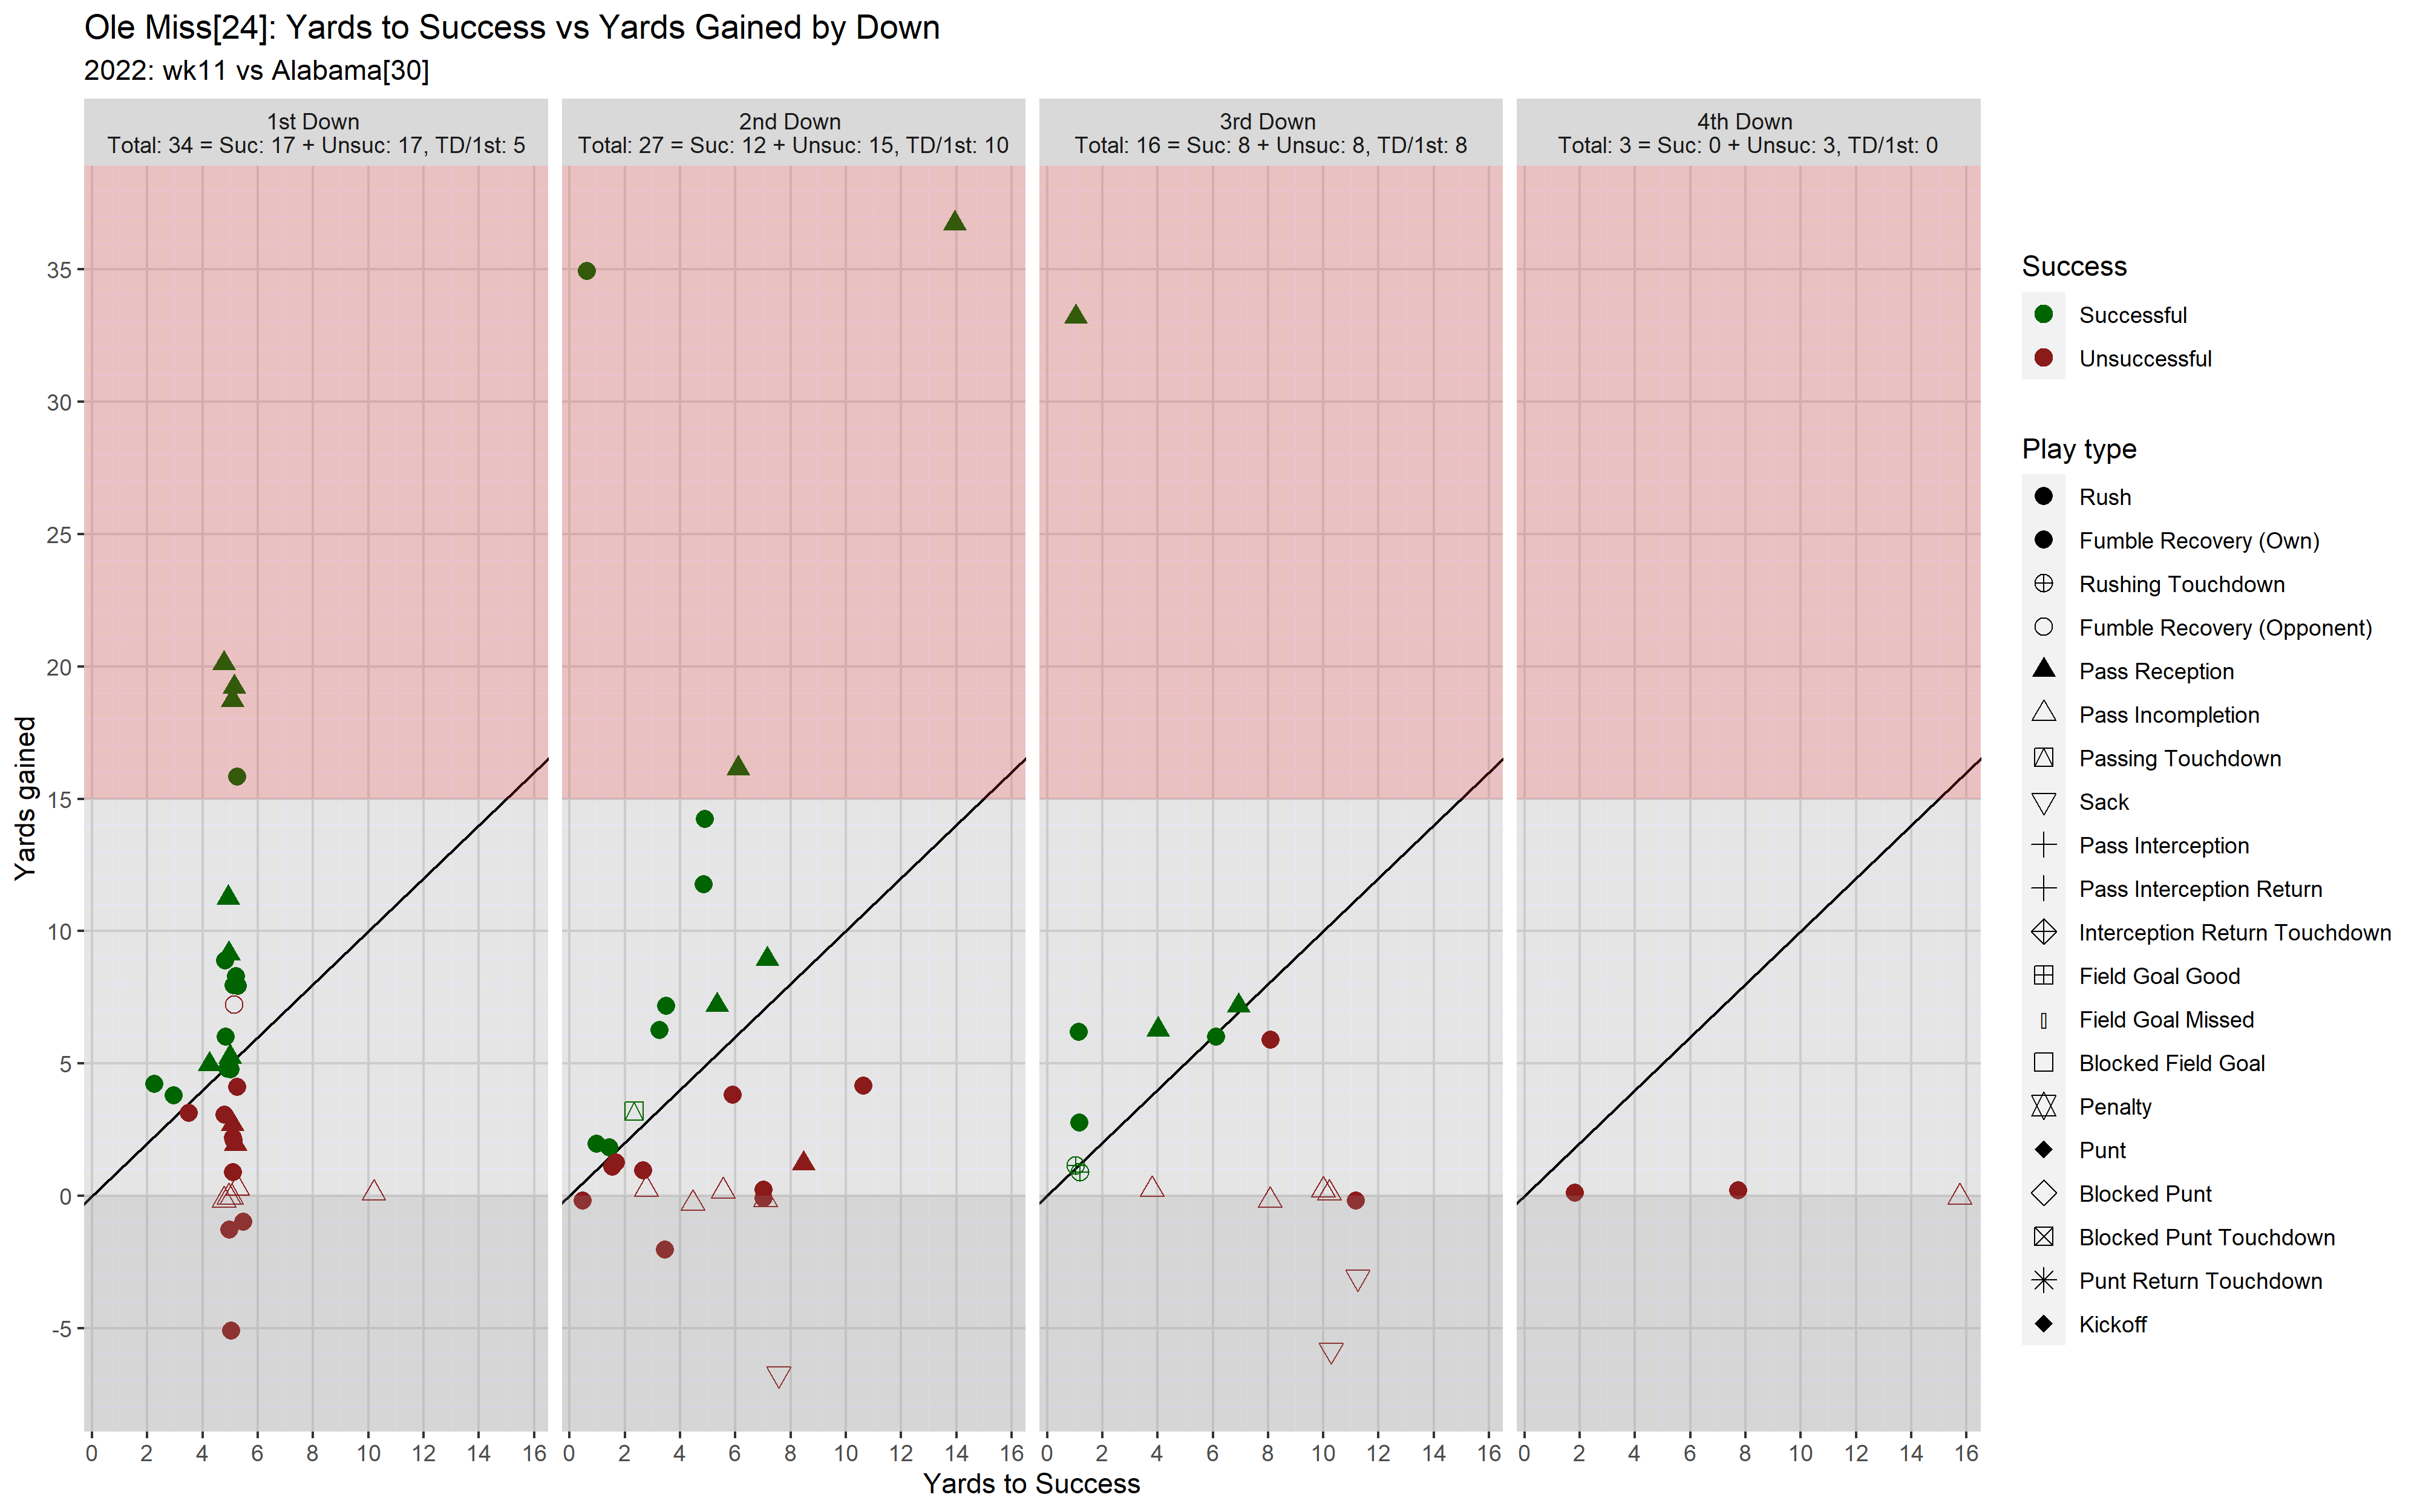 Ole Miss[24]: Yards to Success vs Yards Gained by Down
2022: wk11 vs Alabama[30]
1st Down
Total: 34 = Suc: 17 + Unsuc: 17, TD/1st: 5
2nd Down
Total: 27 = Suc: 12 + Unsuc: 15, TD/1st: 10
3rd Down
Total: 16 = Suc: 8 + Unsuc: 8, TD/1st: 8
4th Down
Total: 3 = Suc: 0 + Unsuc: 3, TD/1st: 0
Yards gained
35
30
25
20
15
10
5
0
-5
0 2 4 6 8 10 12 14 16
0 2 4 6 8 10 12 14 16
0 2 4 6 8 10 12 14 16
0 2 4 6 8 10 12 14 16
Yards to Success
Success
Successful
Unsuccessful
Play type
Rush
Fumble Recovery (Own)
Rushing Touchdown
Fumble Recovery (Opponent)
Pass Reception
Pass Incompletion
Passing Touchdown
Sack
Pass Interception
Pass Interception Return
Interception Return Touchdown
Field Goal Good
Field Goal Missed
Blocked Field Goal
Penalty
Punt
Blocked Punt
Blocked Punt Touchdown
Punt Return Touchdown
Kickoff